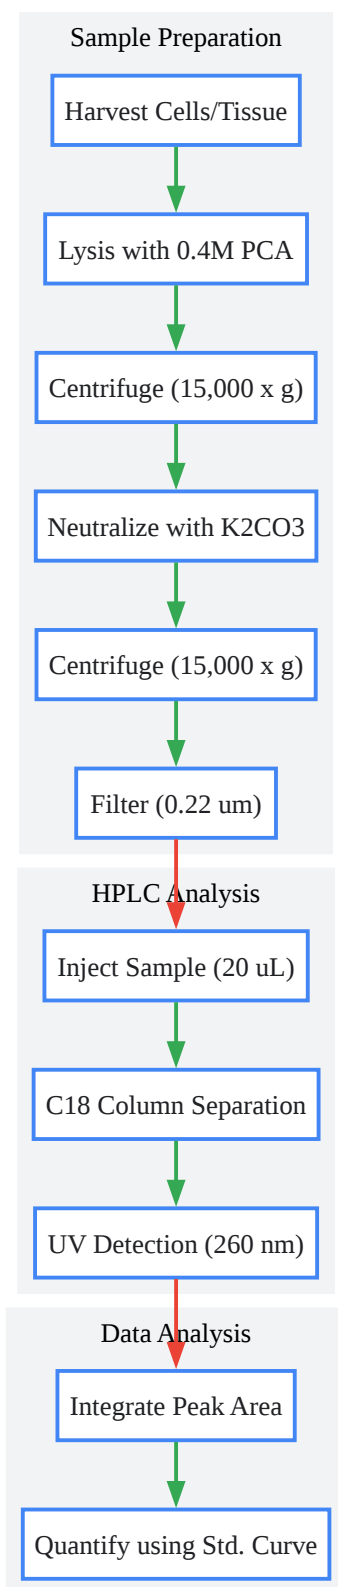 Sample Preparation
Harvest Cells/Tissue
Lysis with 0.4M PCA
Centrifuge (15,000 x g)
Neutralize with K2CO3
Centrifuge (15,000 x g)
Filter (0.22 um)
HPLC Analysis
Inject Sample (20 uL)
C18 Column Separation
UV Detection (260 nm)
Data Analysis
Integrate Peak Area
Quantify using Std. Curve